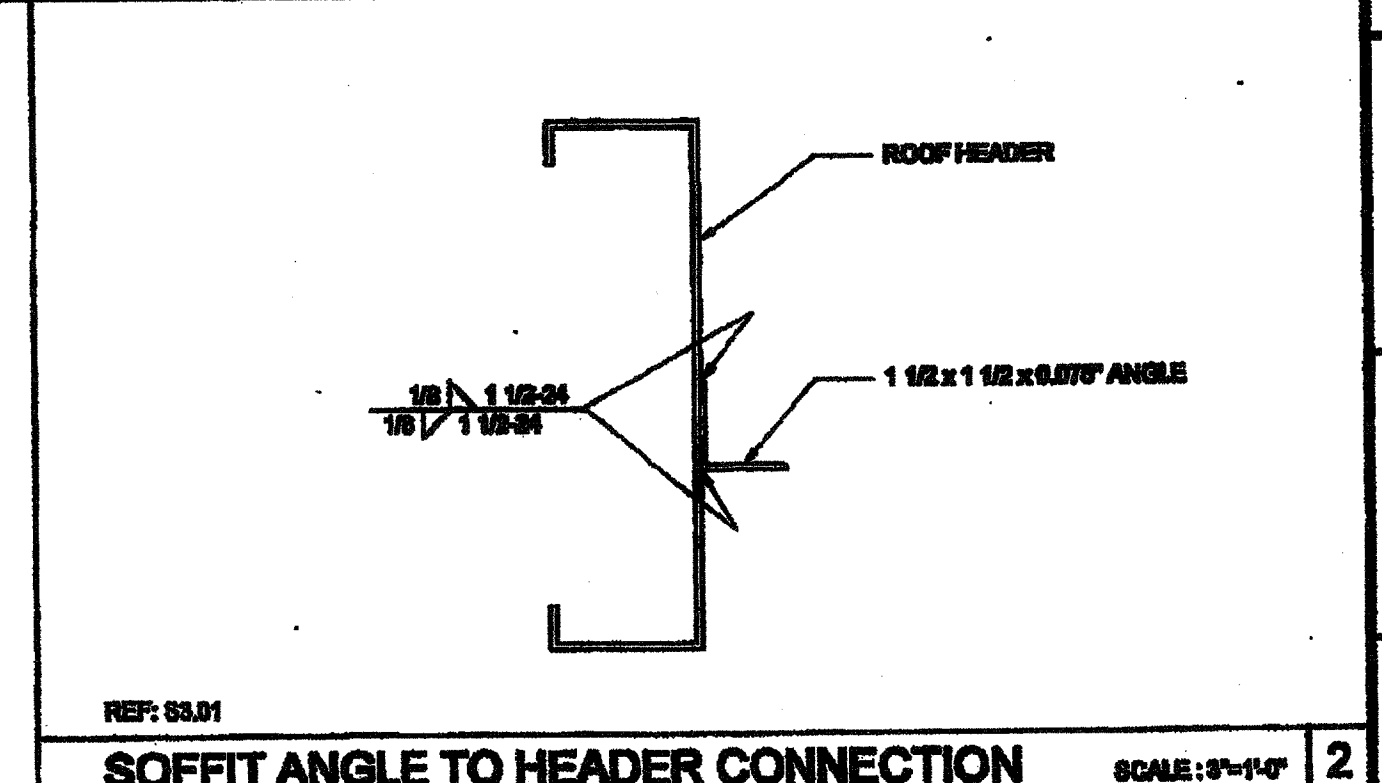 ROOF HEADER
1 1/2 x 1 1/2 x 0.075" ANGLE
1/8 1 1/2-24
1/8 1 1/2-24
REF: S3.01
SOFFIT ANGLE TO HEADER CONNECTION
SCALE : 3"=1'-0"
2